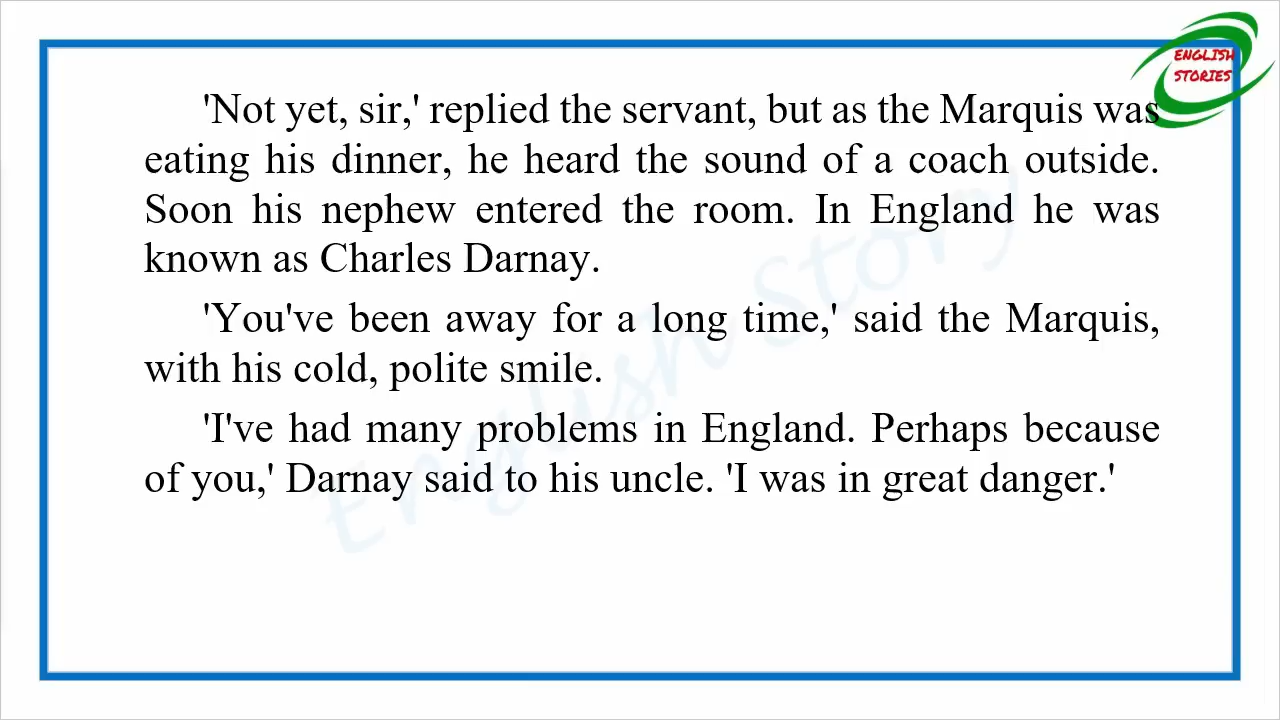 ENGLISH
STORIES
'Not yet, sir,' replied the servant, but as the Marquis was
eating his dinner, he heard the sound of a coach outside.
Soon his nephew entered the room. In England he was
known as Charles Darnay.
'You've been away for a long time,' said the Marquis,
with his cold, polite smile.
'I've had many problems in England. Perhaps because
of you,' Darnay said to his uncle. 'I was in great danger.'
English Story